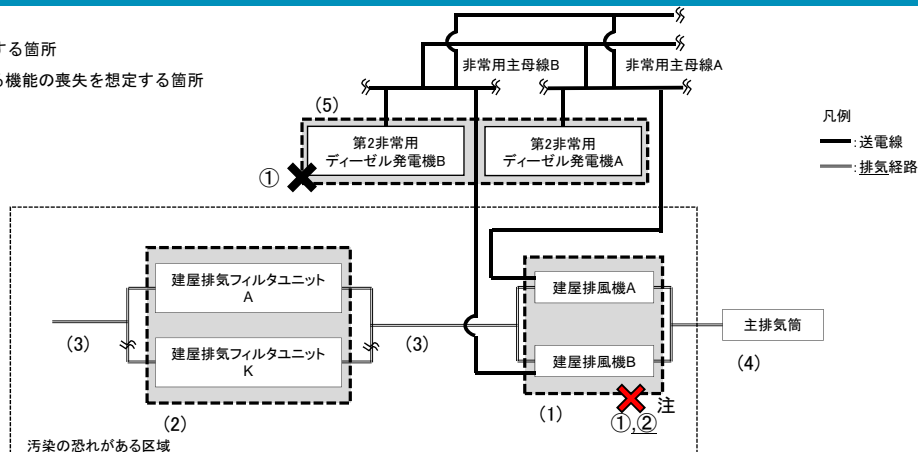 する箇所
機能の喪失を想定する箇所
非常用主母線B
非常用主母線A
(5)
第2非常用
ディーゼル発電機B
第2非常用
ディーゼル発電機A
①
凡例
:送電線
:排気経路
建屋排気フィルタユニット
A
建屋排気フィルタユニット
K
建屋排風機A
建屋排風機B
主排気筒
(3)
(3)
(4)
(2)
(1)
注
①,②
汚染の恐れがある区域